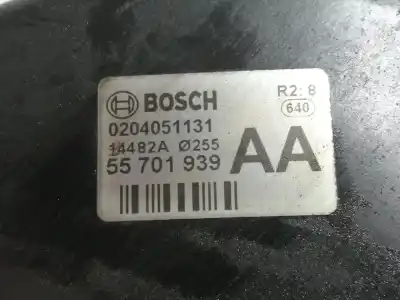 BOSCH R2: 8
640
0204051131
14482A Ø255
55 701 939 AA